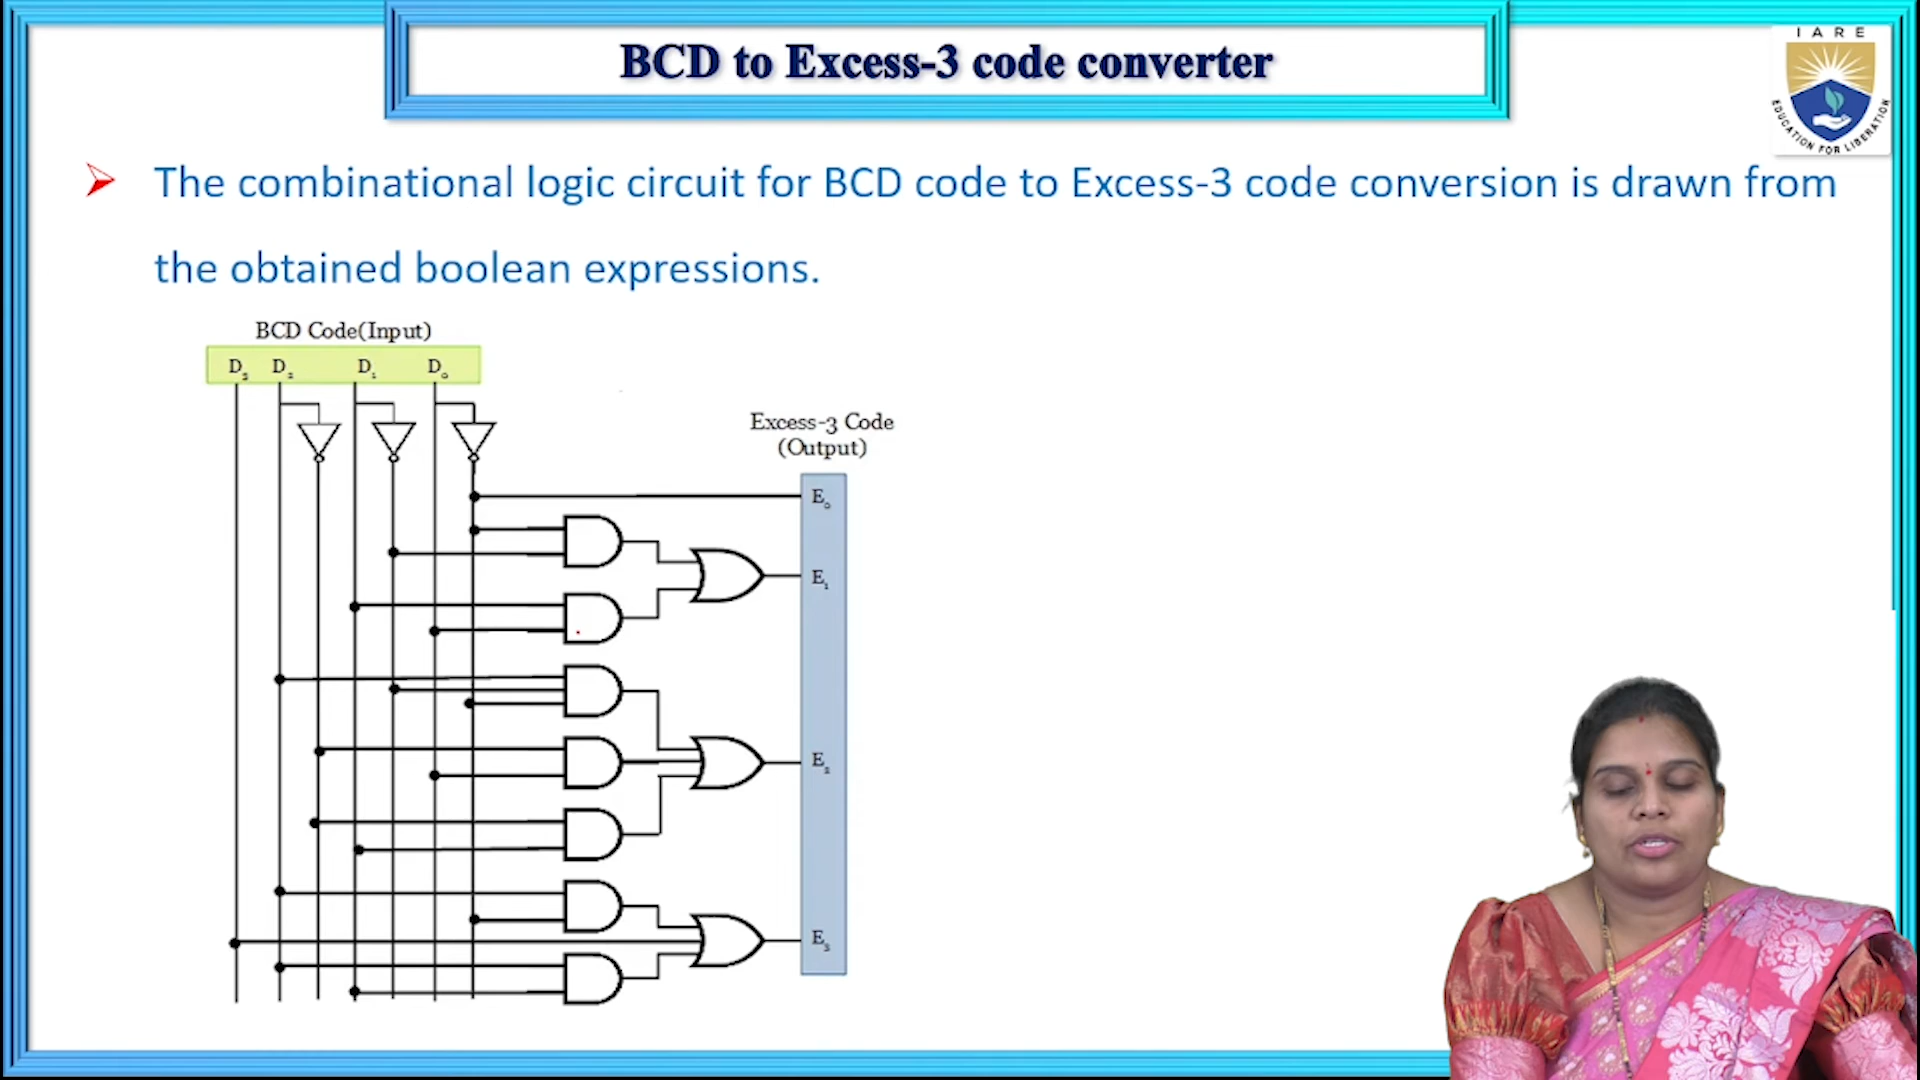 BCD to Excess-3 code converter
IARE
EDUCATION FOR LIBERATION
The combinational logic circuit for BCD code to Excess-3 code conversion is drawn from
the obtained boolean expressions.
BCD Code(Input)
D₃ D₂ D₁ D₀
Excess-3 Code
(Output)
E₀
E₁
E₂
E₃